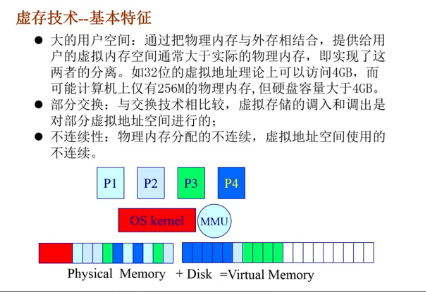 虚存技术--基本特征
● 大的用户空间：通过把物理内存与外存相结合，提供给用
户的虚拟内存空间通常大于实际的物理内存，即实现了这
两者的分离。如32位的虚拟地址理论上可以访问4GB，而
可能计算机上仅有256M的物理内存,但硬盘容量大于4GB。
● 部分交换：与交换技术相比较，虚拟存储的调入和调出是
对部分虚拟地址空间进行的；
● 不连续性：物理内存分配的不连续，虚拟地址空间使用的
不连续。
P1 P2 P3 P4
OS kernel MMU
Physical Memory + Disk =Virtual Memory